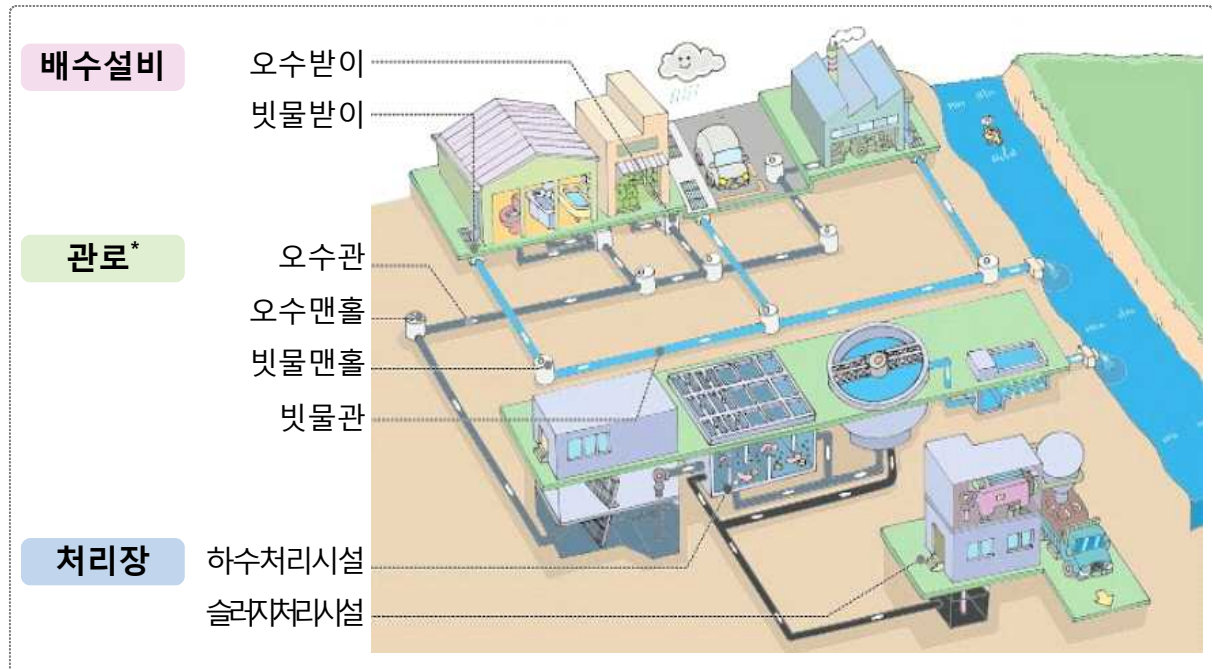 배수설비
오수받이
빗물받이
관로*
오수관
오수맨홀
빗물맨홀
빗물관
처리장
하수처리시설
슬러지처리시설